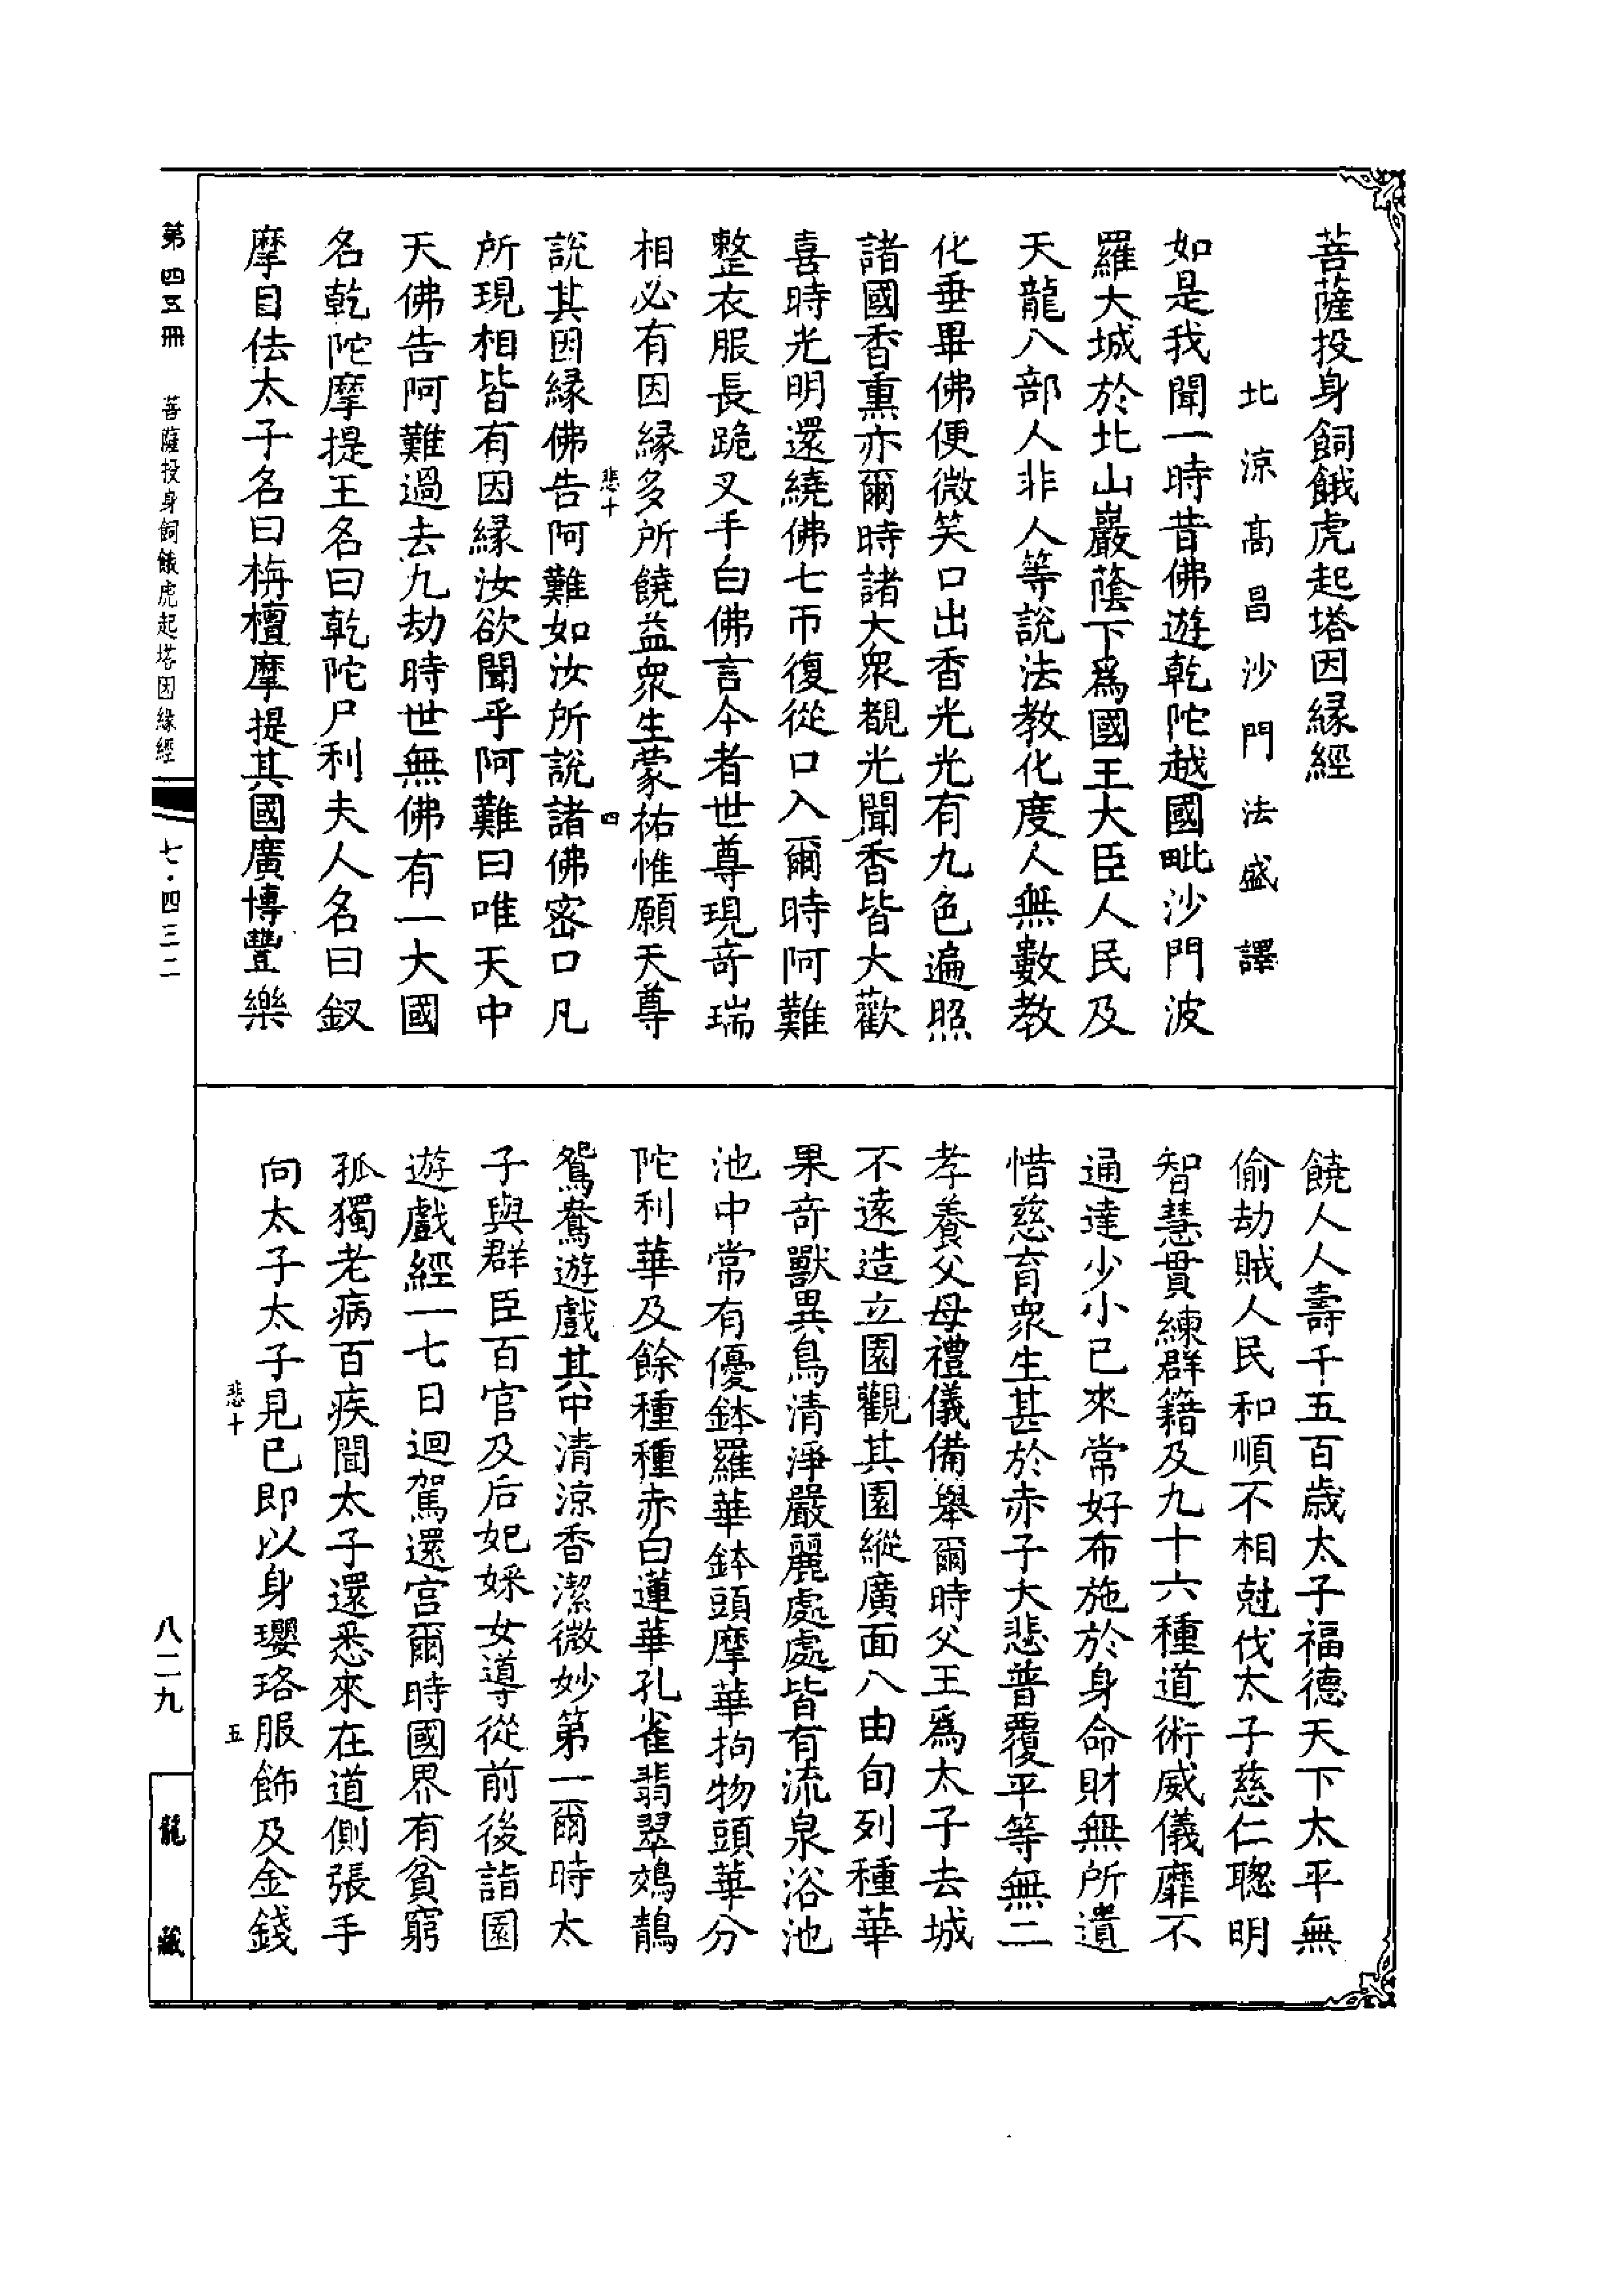 菩薩投身飼餓虎起塔因緣經
北涼高昌沙門法盛譯
如是我聞一時昔佛遊乾陀越國毗沙門波
羅大城於北山巖蔭下為國王大臣人民及
天龍八部人非人等說法教化度人無數教
化垂畢佛便微笑口出香光光有九色遍照
諸國香熏亦爾時諸大眾覩光聞香皆大歡
喜時光明還繞佛七帀復從口入爾時阿難
整衣服長跪叉手白佛言今者世尊現奇瑞
相必有因緣多所饒益眾生蒙祐惟願天尊
悲十
四
說其因緣佛告阿難如汝所說諸佛密口凡
所現相皆有因緣汝欲聞乎阿難曰唯天中
天佛告阿難過去九劫時世無佛有一大國
名乾陀摩提王名曰乾陀尸利夫人名曰釵
摩目佉太子名曰栴檀摩提其國廣博豐樂
饒人人壽千五百歲太子福德天下太平無
偷劫賊人民和順不相尅伐太子慈仁聰明
智慧貫練群籍及九十六種道術威儀靡不
通達少小已來常好布施於身命財無所遺
惜慈育眾生甚於赤子大悲普覆平等無二
孝養父母禮儀備舉爾時父王為太子去城
不遠造立園觀其園縱廣面八由旬列種華
果奇獸異鳥清淨嚴麗處處皆有流泉浴池
池中常有優鉢羅華鉢頭摩華拘物頭華分
陀利華及餘種種赤白蓮華孔雀翡翠鵁鶄
鴛鴦遊戲其中清涼香潔微妙第一爾時太
子與群臣百官及后妃婇女導從前後詣園
遊戲經一七日迴駕還宮爾時國界有貧窮
孤獨老病百疾聞太子還悉來在道側張手
向太子太子見已即以身瓔珞服飾及金錢
悲十
五
第四五冊 菩薩投身飼餓虎起塔因緣經 七·四三二
八二九
龍藏